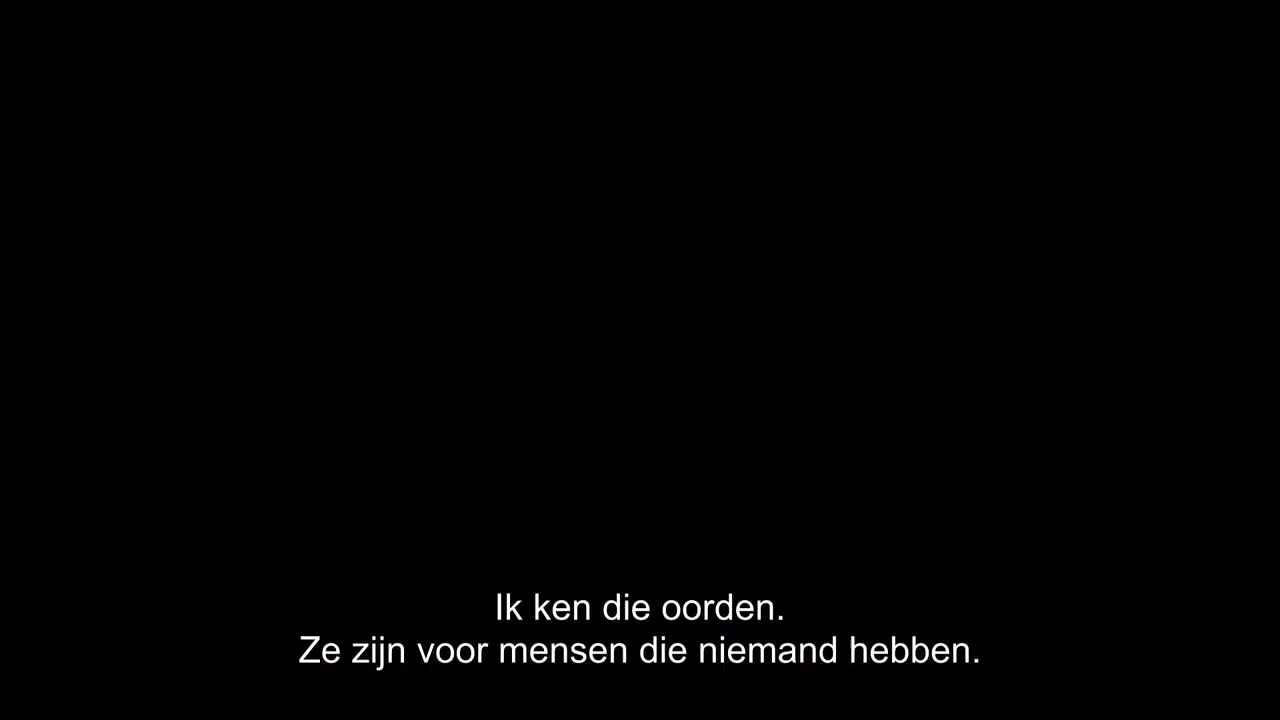 Ik ken die oorden.
Ze zijn voor mensen die niemand hebben.